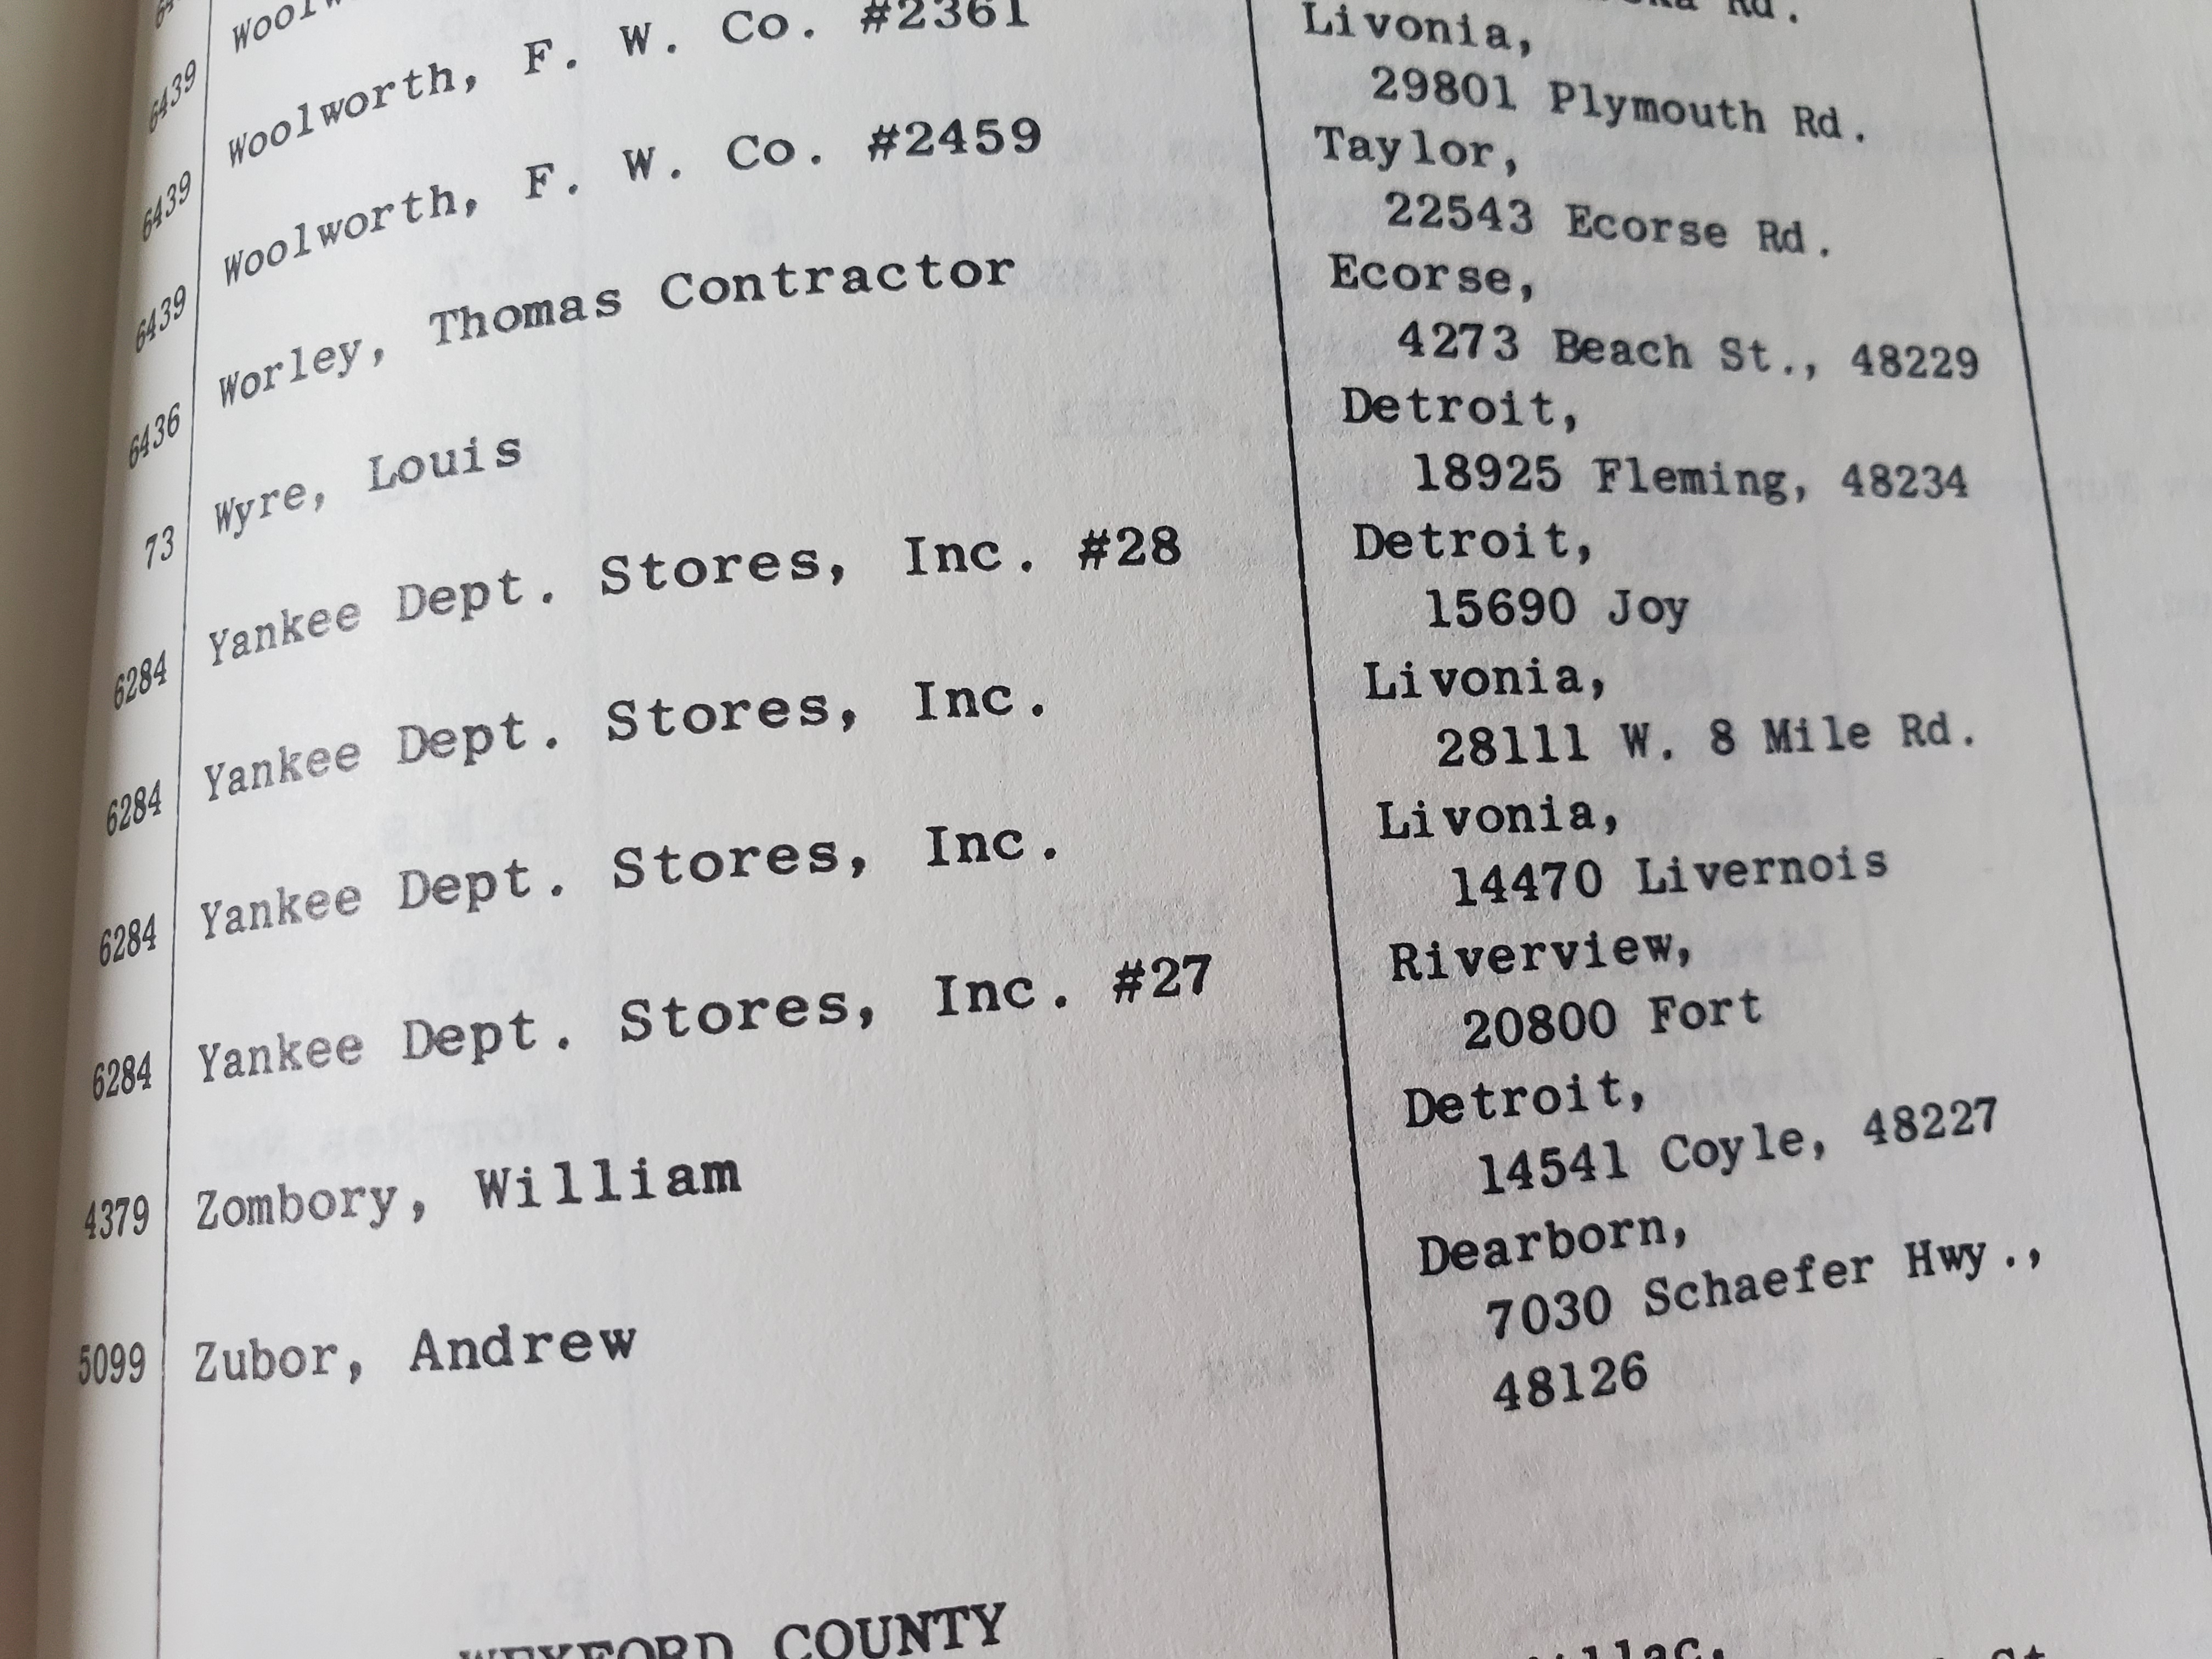 6439
Rd.
6439 Woolworth, F. W. Co. #2361 Livonia,
29801 Plymouth Rd.
6439 Woolworth, F. W. Co. #2459 Taylor,
22543 Ecorse Rd.
6436 Worley, Thomas Contractor Ecorse,
4273 Beach St., 48229
73 Wyre, Louis Detroit,
18925 Fleming, 48234
6284 Yankee Dept. Stores, Inc. #28 Detroit,
15690 Joy
6284 Yankee Dept. Stores, Inc. Livonia,
28111 W. 8 Mile Rd.
6284 Yankee Dept. Stores, Inc. Livonia,
14470 Livernois
6284 Yankee Dept. Stores, Inc. #27 Riverview,
20800 Fort
4379 Zombory, William Detroit,
14541 Coyle, 48227
5099 Zubor, Andrew Dearborn,
7030 Schaefer Hwy.,
48126
WEXFORD COUNTY